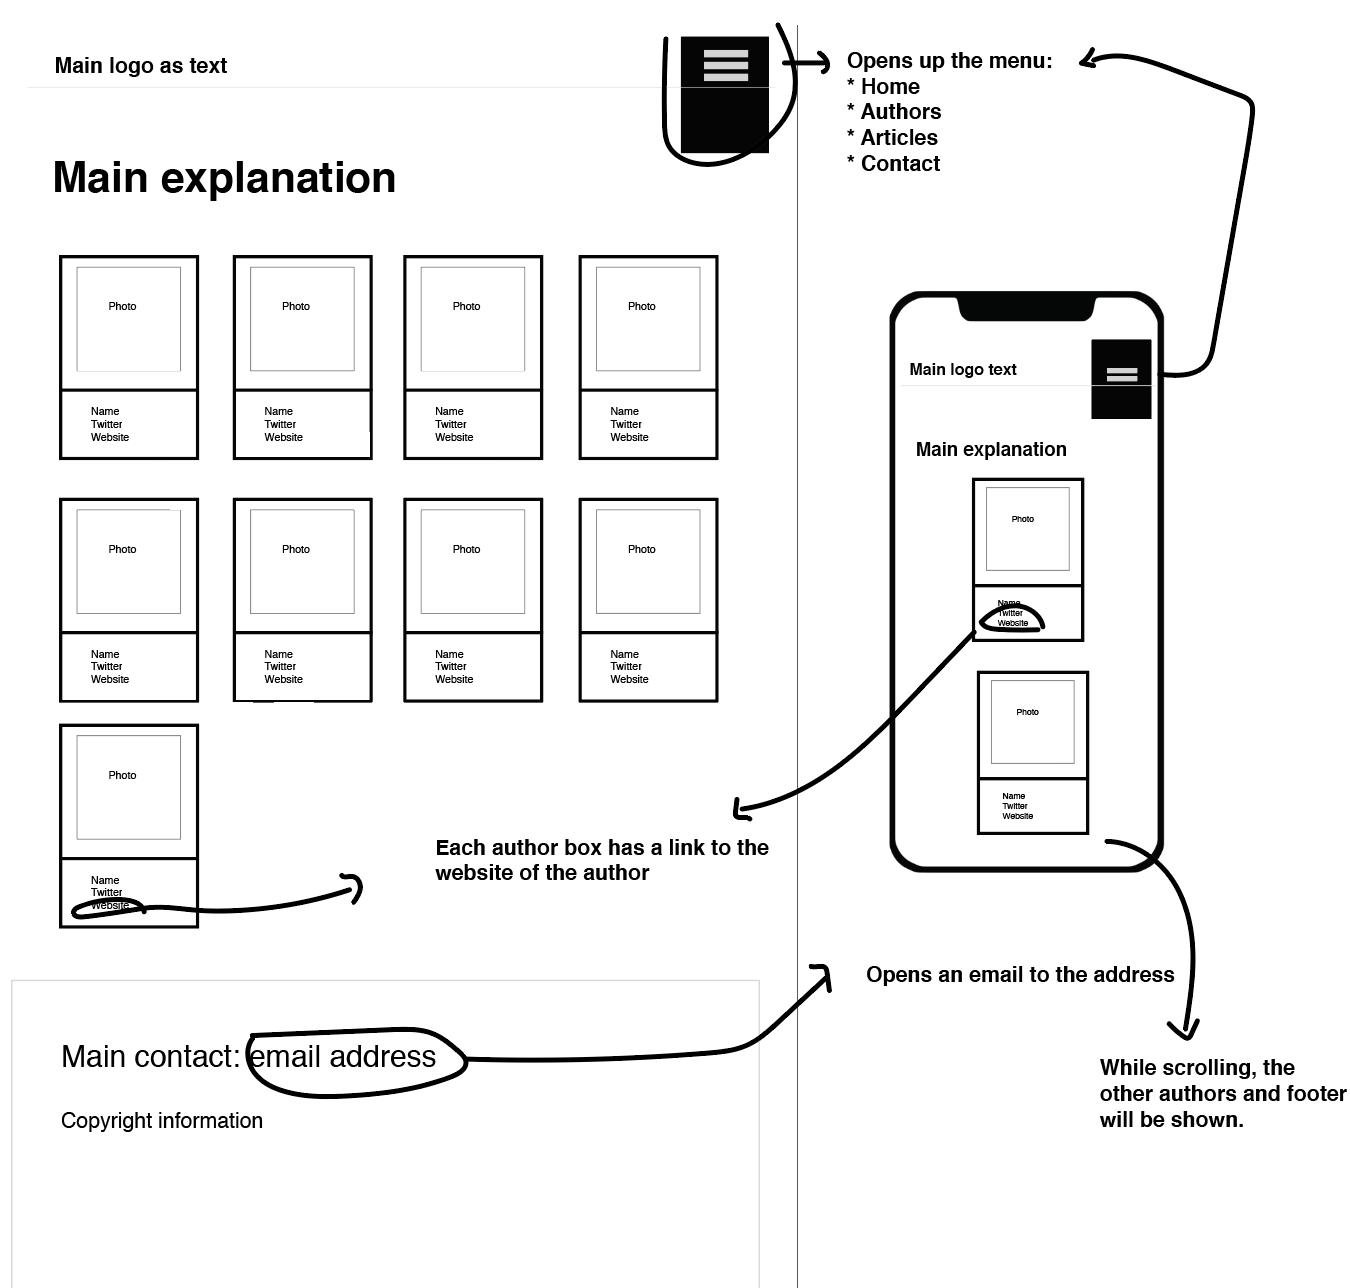 Main logo as text
Opens up the menu:
* Home
* Authors
* Articles
* Contact
Main explanation
Photo
Photo
Photo
Photo
Name
Twitter
Website
Name
Twitter
Website
Name
Twitter
Website
Name
Twitter
Website
Photo
Photo
Photo
Photo
Name
Twitter
Website
Name
Twitter
Website
Name
Twitter
Website
Name
Twitter
Website
Photo
Name
Twitter
Website
Each author box has a link to the
website of the author
Main contact: email address
Copyright information
Main logo text
Main explanation
Photo
Name
Twitter
Website
Photo
Name
Twitter
Website
Opens an email to the address
While scrolling, the
other authors and footer
will be shown.